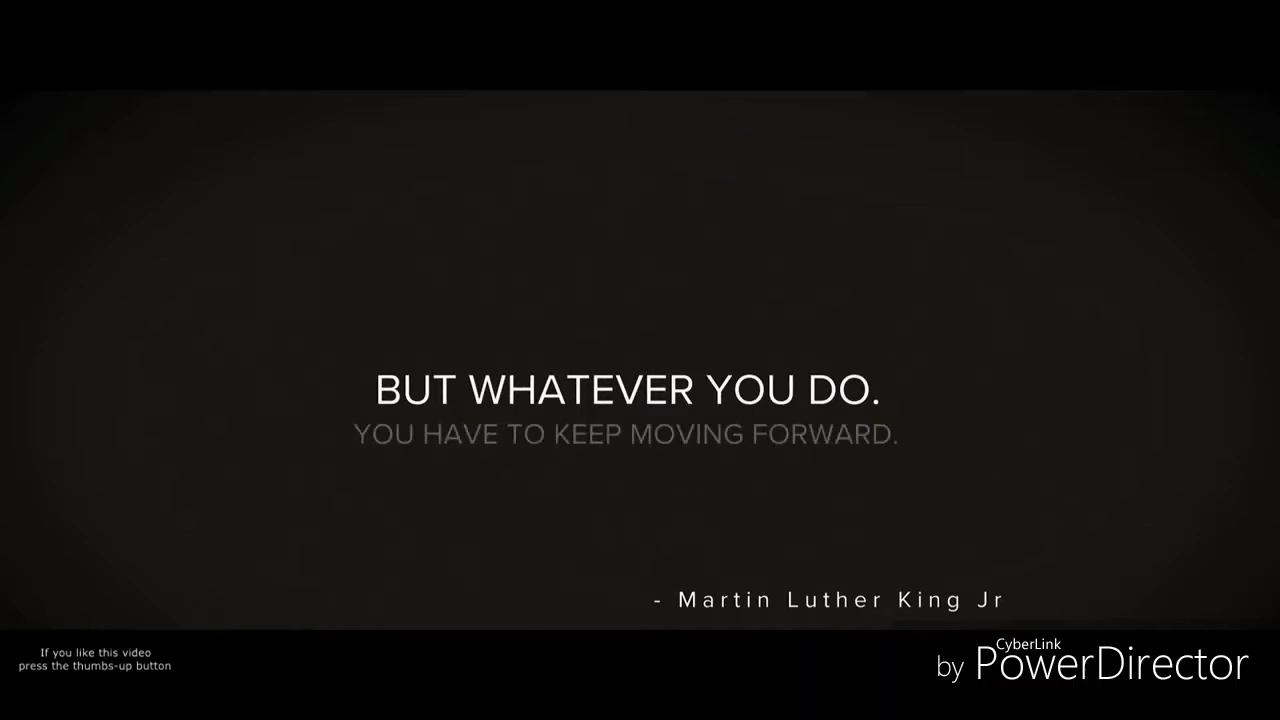 BUT WHATEVER YOU DO.
YOU HAVE TO KEEP MOVING FORWARD.
- Martin Luther King Jr
If you like this video
press the thumbs-up button
CyberLink
by PowerDirector